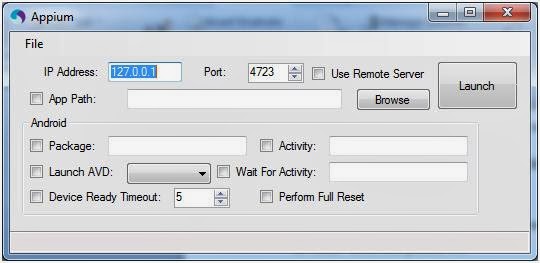 Appium
File
IP Address: 127.0.0.1 Port: 4723 Use Remote Server Launch
App Path: Browse
Android
Package: Activity:
Launch AVD: Wait For Activity:
Device Ready Timeout: 5 Perform Full Reset